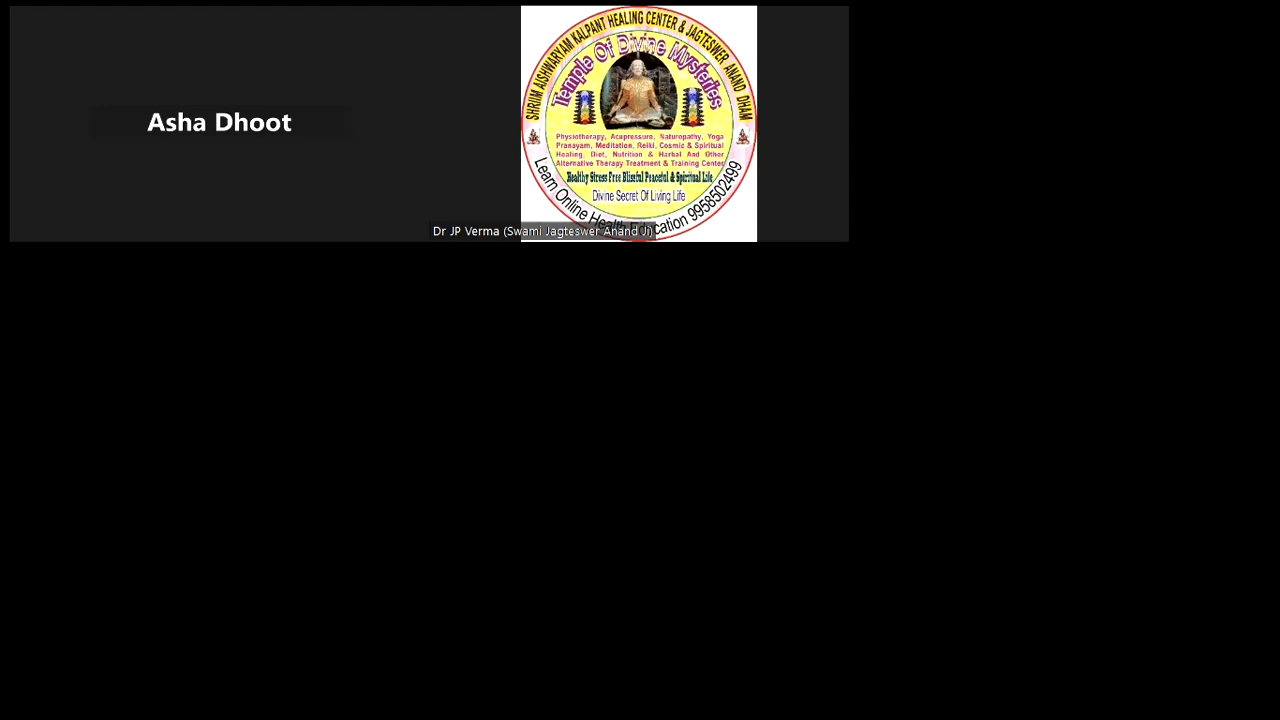 Asha Dhoot
SHRIIM AISHWARYAM KALPANT HEALING CENTER & JAGTESWER ANAND DHAM
Temple Of Divine Mysteries
Physiotherapy, Acupressure, Naturopathy, Yoga
Pranayam, Meditation, Reiki, Cosmic & Spiritual
Healing, Diet, Nutrition & Harbal And Other
Alternative Therapy Treatment & Training Center
Healthy Stress Free Blissful Peaceful & Spiritual Life
Divine Secret Of Living Life
Learn Online Health Education 9958502499
Dr JP Verma (Swami Jagteswer Anand Ji)